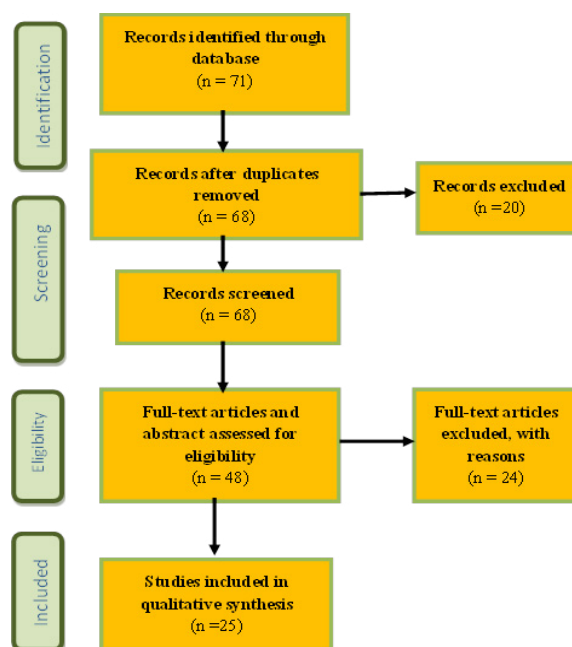 Identification
Records identified through
database
(n = 71)
Records after duplicates
removed
(n = 68)
Records excluded
(n =20)
Screening
Records screened
(n = 68)
Eligibility
Full-text articles and
abstract assessed for
eligibility
(n = 48)
Full-text articles
excluded, with
reasons
(n = 24)
Included
Studies included in
qualitative synthesis
(n =25)